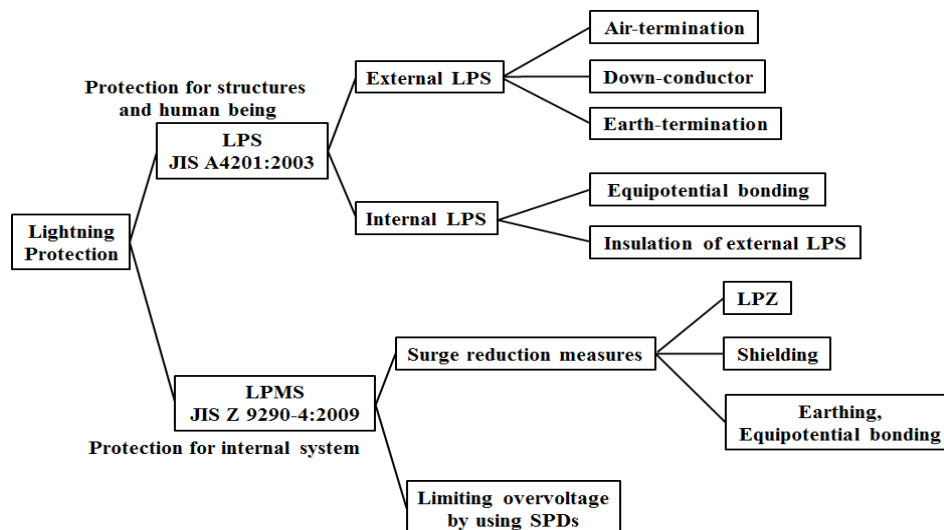 Air-termination
External LPS
Down-conductor
Protection for structures
and human being
Earth-termination
LPS
JIS A4201:2003
Equipotential bonding
Internal LPS
Lightning
Protection
Insulation of external LPS
LPZ
Surge reduction measures
Shielding
LPMS
JIS Z 9290-4:2009
Earthing,
Equipotential bonding
Protection for internal system
Limiting overvoltage
by using SPDs